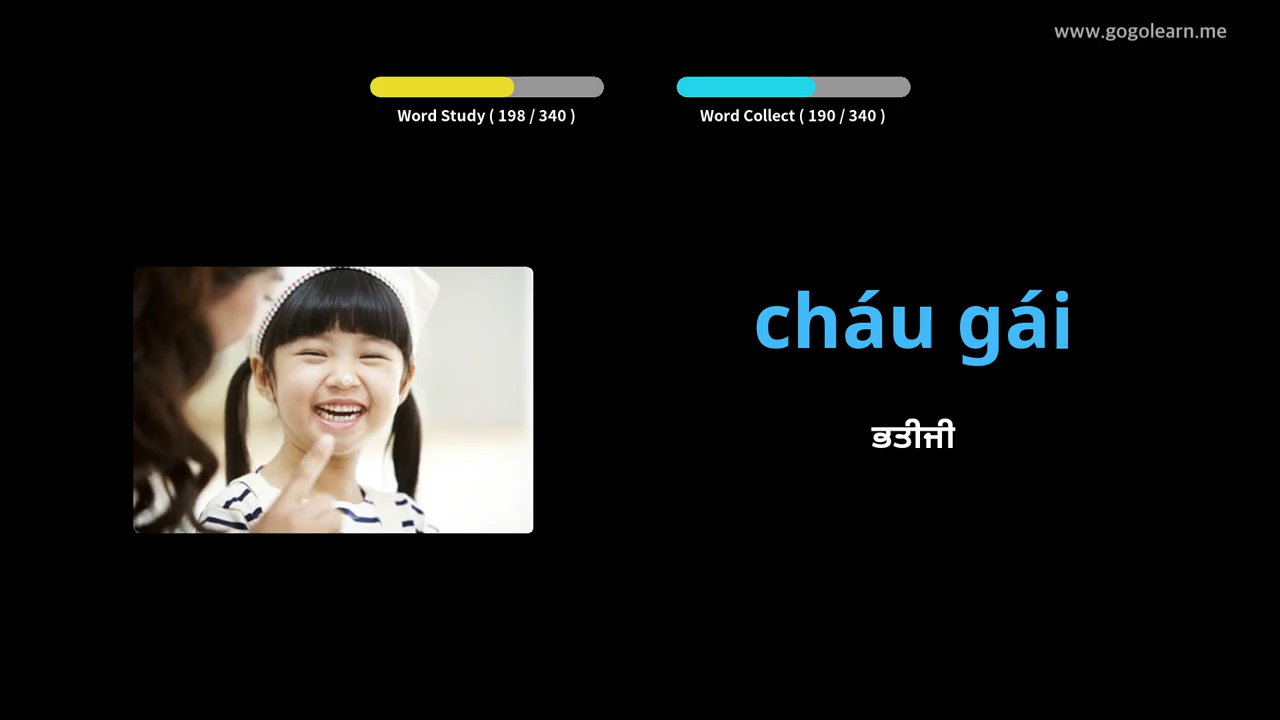 www.gogolearn.me
Word Study ( 198 / 340 )
Word Collect ( 190 / 340 )
cháu gái
ਭਤੀਜੀ